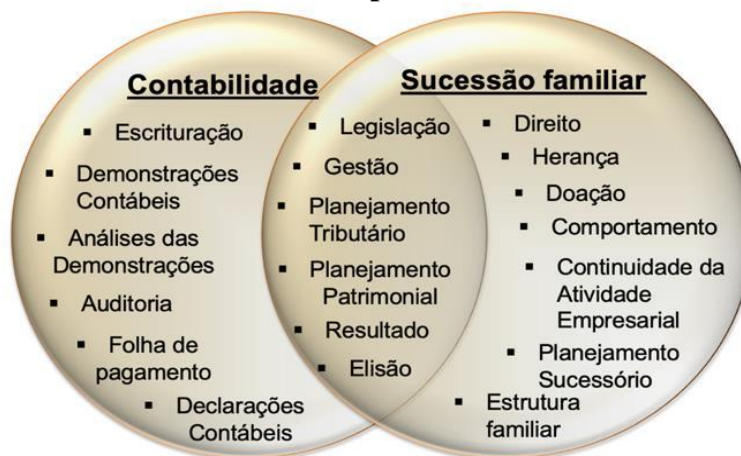 Contabilidade
▪ Escrituração
▪ Demonstrações
Contábeis
▪ Análises das
Demonstrações
▪ Auditoria
▪ Folha de
pagamento
▪ Declarações
Contábeis
▪ Legislação
▪ Gestão
▪ Planejamento
Tributário
▪ Planejamento
Patrimonial
▪ Resultado
▪ Elisão
Sucessão familiar
▪ Direito
▪ Herança
▪ Doação
▪ Comportamento
▪ Continuidade da
Atividade
Empresarial
▪ Planejamento
Sucessório
▪ Estrutura
familiar